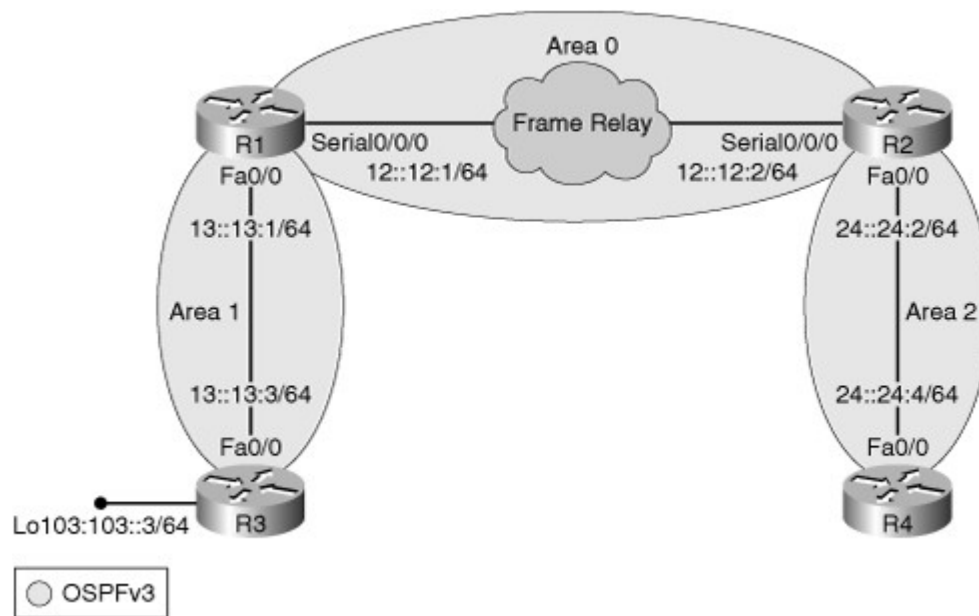 Area 0
Frame Relay
R1
R2
Serial0/0/0
Serial0/0/0
12::12:1/64
12::12:2/64
Fa0/0
Fa0/0
13::13:1/64
24::24:2/64
Area 1
Area 2
13::13:3/64
24::24:4/64
Fa0/0
Fa0/0
Lo103:103::3/64
R3
R4
OSPFv3